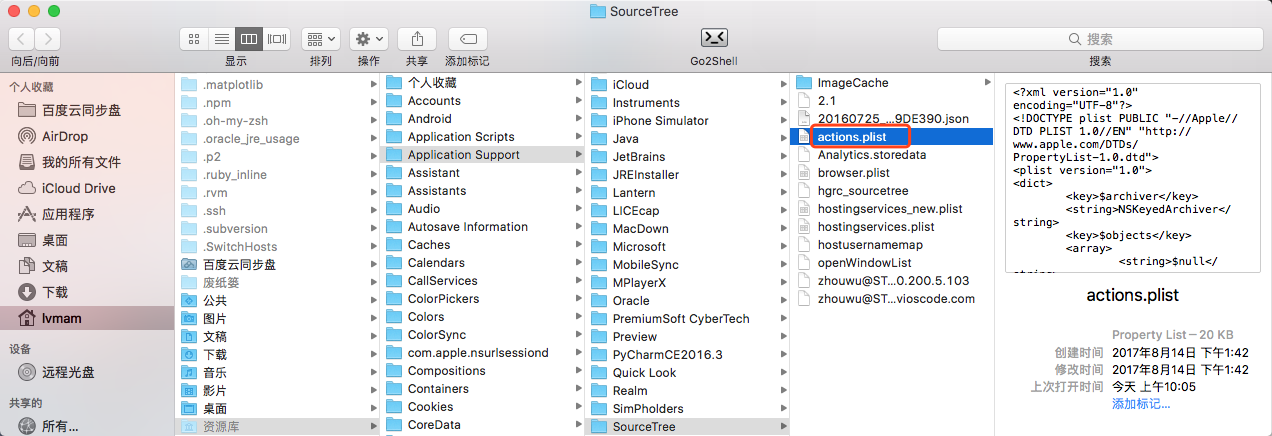 SourceTree
向后/向前
显示
排列
操作
共享
添加标记
Go2Shell
搜索
搜索
个人收藏
百度云同步盘
AirDrop
我的所有文件
iCloud Drive
应用程序
桌面
文稿
下载
lvmam
设备
远程光盘
共享的
所有...
.matplotlib
.npm
.oh-my-zsh
.oracle_jre_usage
.p2
.ruby_inline
.rvm
.ssh
.subversion
.SwitchHosts
百度云同步盘
废纸篓
公共
图片
文稿
下载
音乐
影片
桌面
资源库
个人收藏
Accounts
Android
Application Scripts
Application Support
Assistant
Assistants
Audio
Autosave Information
Caches
Calendars
CallServices
ColorPickers
Colors
ColorSync
com.apple.nsurlsessiond
Compositions
Containers
Cookies
CoreData
iCloud
Instruments
iPhone Simulator
Java
JetBrains
JREInstaller
Lantern
LICEcap
MacDown
Microsoft
MobileSync
MPlayerX
Oracle
PremiumSoft CyberTech
Preview
PyCharmCE2016.3
Quick Look
Realm
SimPholders
SourceTree
ImageCache
2.1
20160725_...9DE390.json
actions.plist
Analytics.storedata
browser.plist
hgrc_sourcetree
hostingservices_new.plist
hostingservices.plist
hostusernamemap
openWindowList
zhouwu@ST...0.200.5.103
zhouwu@ST...vioscode.com
<?xml version="1.0"
encoding="UTF-8"?>
<!DOCTYPE plist PUBLIC "-//Apple//
DTD PLIST 1.0//EN" "http://
www.apple.com/DTDs/
PropertyList-1.0.dtd">
<plist version="1.0">
<dict>
<key>$archiver</key>
<string>NSKeyedArchiver</
string>
<key>$objects</key>
<array>
<string>$null</
string>
actions.plist
Property List — 20 KB
创建时间 2017年8月14日 下午1:42
修改时间 2017年8月14日 下午1:42
上次打开时间 今天 上午10:05
添加标记...